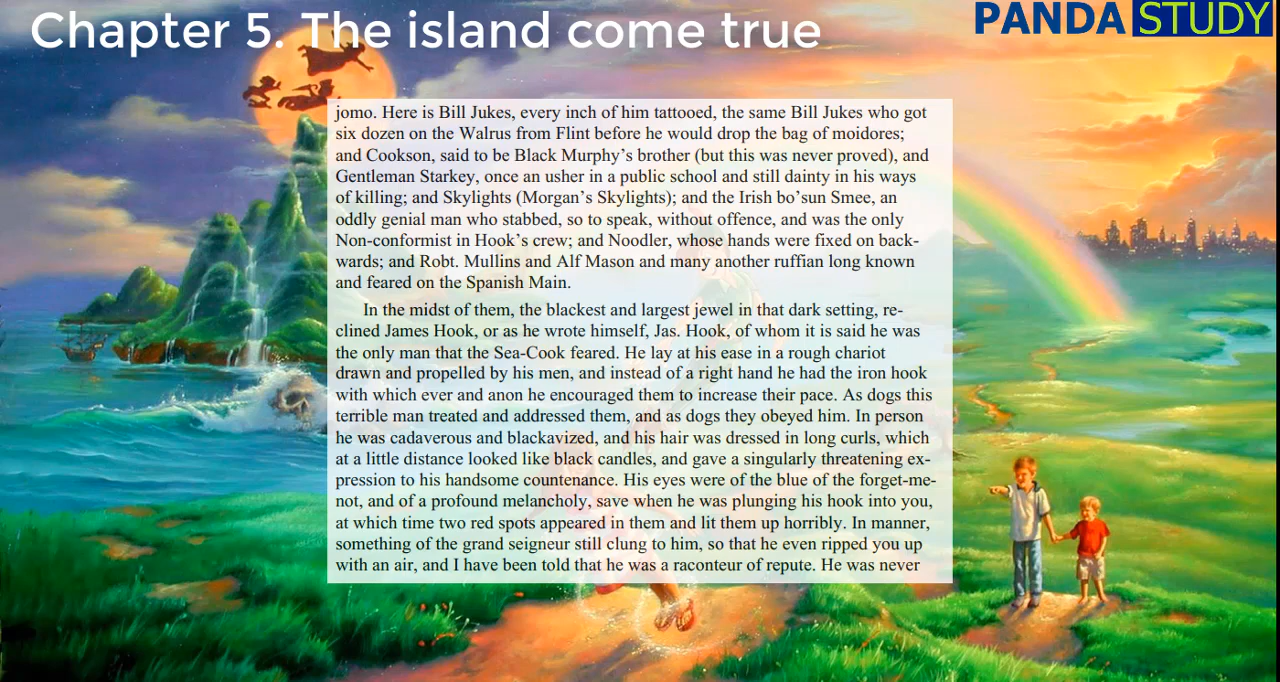 Chapter 5. The island come true
PANDA STUDY
jomo. Here is Bill Jukes, every inch of him tattooed, the same Bill Jukes who got
six dozen on the Walrus from Flint before he would drop the bag of moidores;
and Cookson, said to be Black Murphy’s brother (but this was never proved), and
Gentleman Starkey, once an usher in a public school and still dainty in his ways
of killing; and Skylights (Morgan’s Skylights); and the Irish bo’sun Smee, an
oddly genial man who stabbed, so to speak, without offence, and was the only
Non-conformist in Hook’s crew; and Noodler, whose hands were fixed on back-
wards; and Robt. Mullins and Alf Mason and many another ruffian long known
and feared on the Spanish Main.
In the midst of them, the blackest and largest jewel in that dark setting, re-
clined James Hook, or as he wrote himself, Jas. Hook, of whom it is said he was
the only man that the Sea-Cook feared. He lay at his ease in a rough chariot
drawn and propelled by his men, and instead of a right hand he had the iron hook
with which ever and anon he encouraged them to increase their pace. As dogs this
terrible man treated and addressed them, and as dogs they obeyed him. In person
he was cadaverous and blackavized, and his hair was dressed in long curls, which
at a little distance looked like black candles, and gave a singularly threatening ex-
pression to his handsome countenance. His eyes were of the blue of the forget-me-
not, and of a profound melancholy, save when he was plunging his hook into you,
at which time two red spots appeared in them and lit them up horribly. In manner,
something of the grand seigneur still clung to him, so that he even ripped you up
with an air, and I have been told that he was a raconteur of repute. He was never